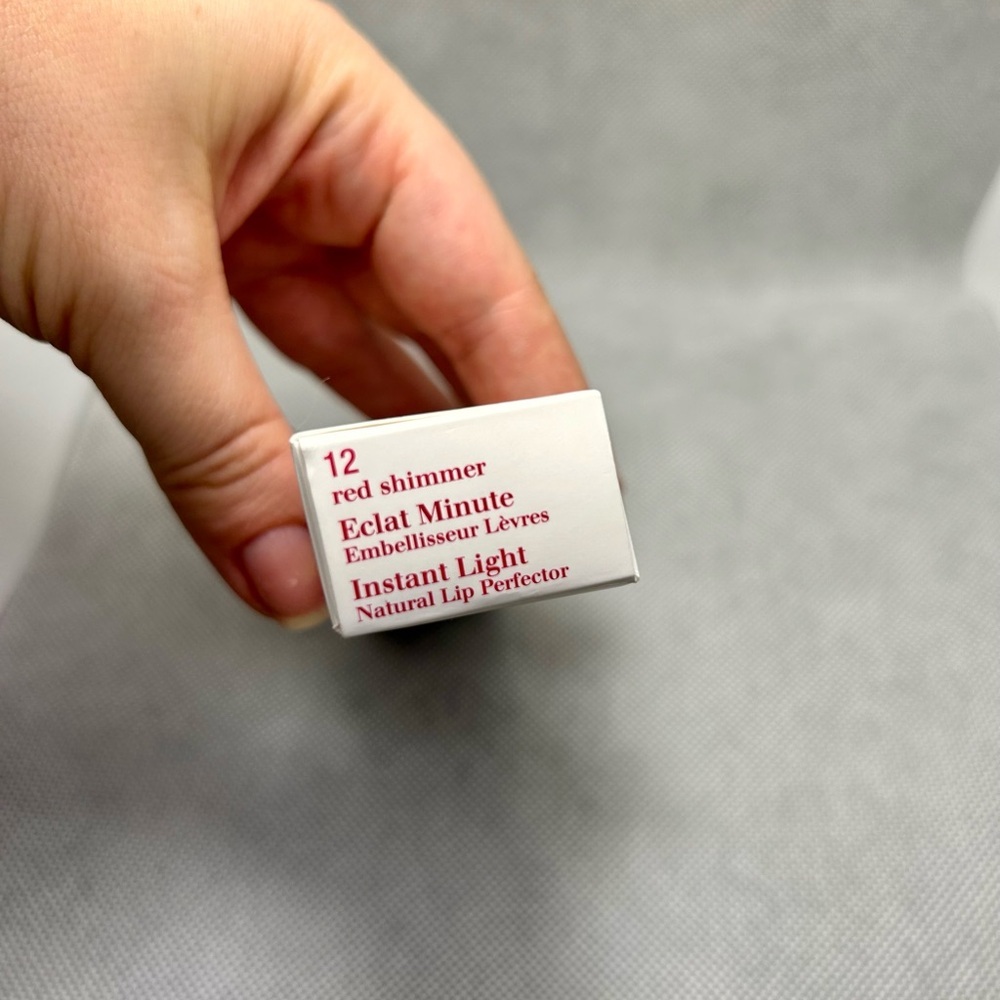 12
red shimmer
Eclat Minute
Embellisseur Lèvres
Instant Light
Natural Lip Perfector